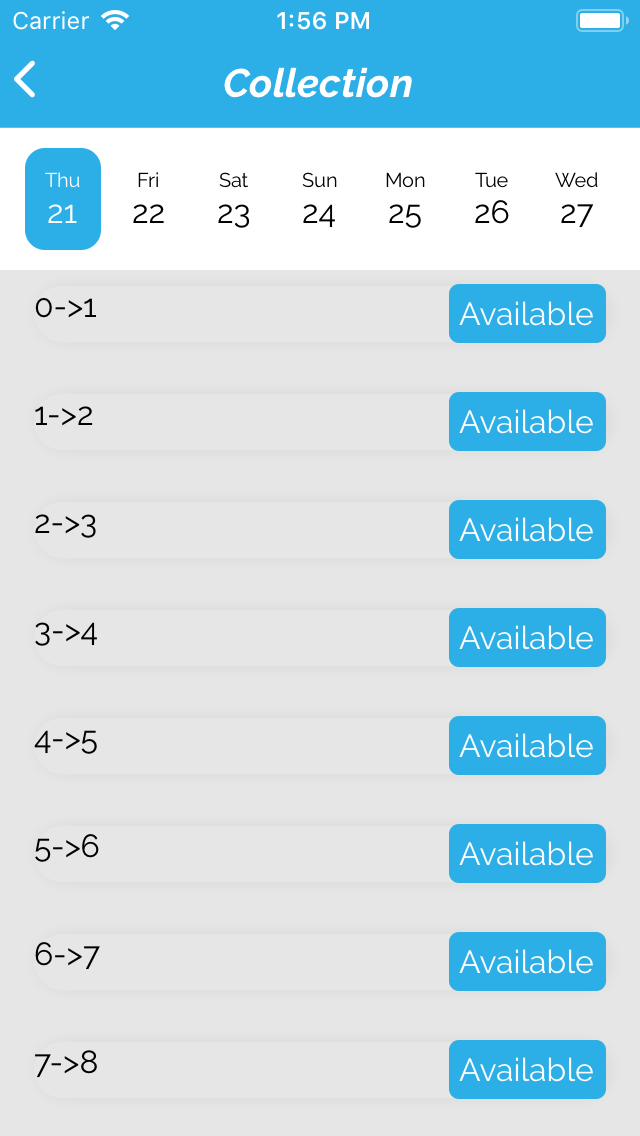 Carrier 1:56 PM
Collection
Thu Fri Sat Sun Mon Tue Wed
21 22 23 24 25 26 27
0->1 Available
1->2 Available
2->3 Available
3->4 Available
4->5 Available
5->6 Available
6->7 Available
7->8 Available